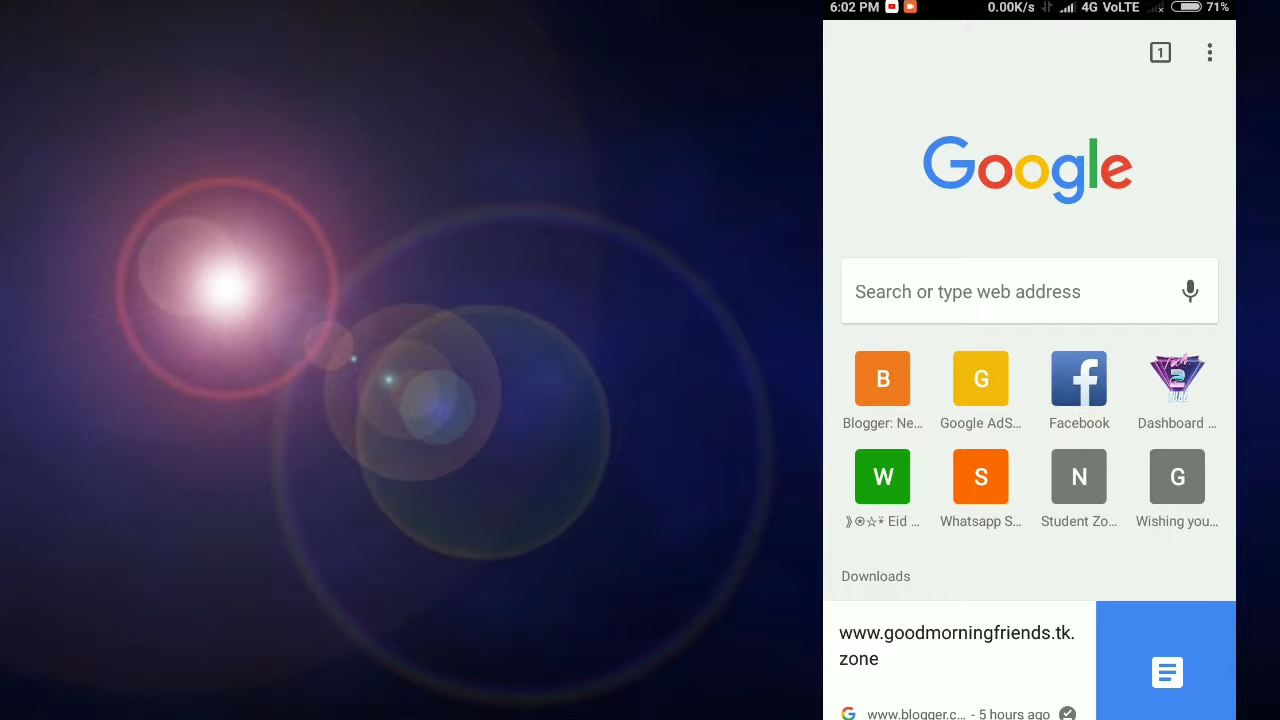 6:02 PM 0.00K/s 4G VoLTE 71%
1
Google
Search or type web address
B G
Blogger: Ne... Google AdS... Facebook Dashboard ...
W S N G
Eid ... Whatsapp S... Student Zo... Wishing you...
Downloads
www.goodmorningfriends.tk.
zone
www.blogger.c... - 5 hours ago